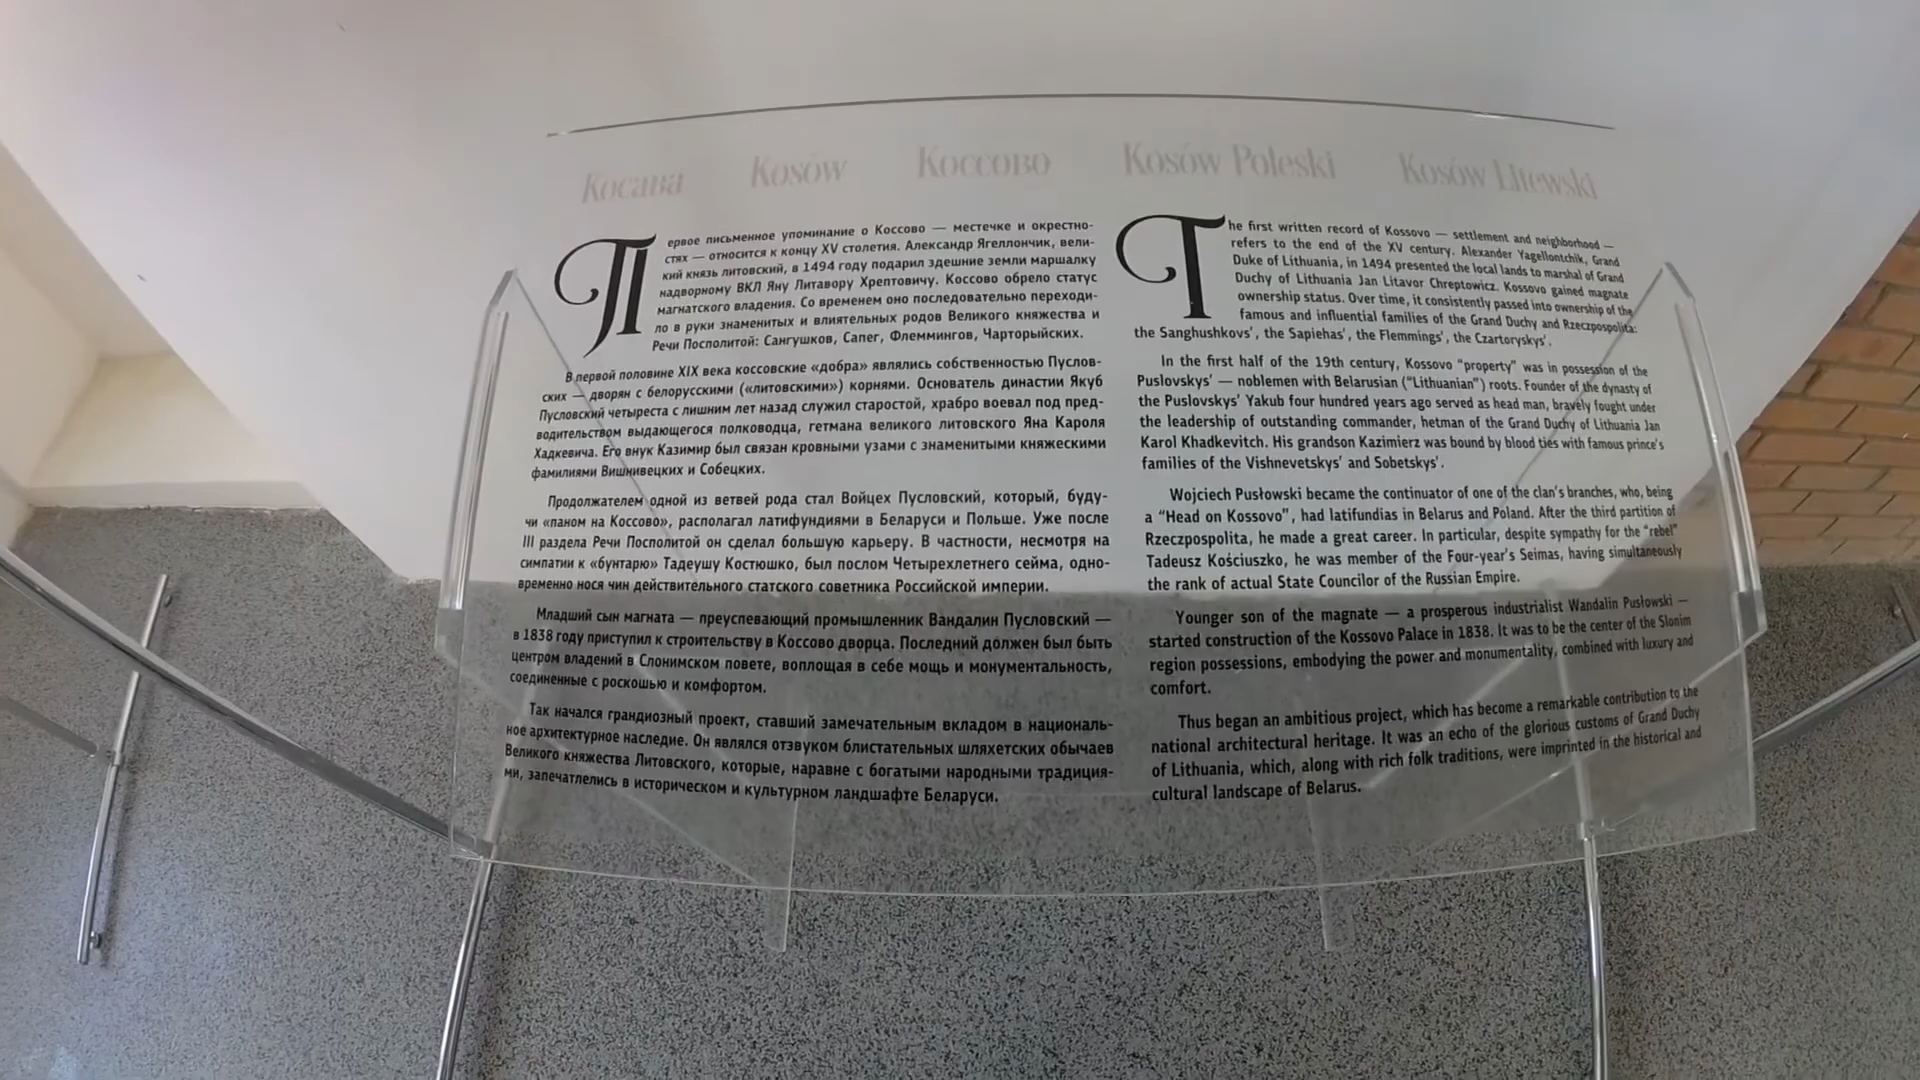 Косава Kosów Коссово Kosów Poleski Kosów Litewski
Первое письменное упоминание о Коссово — местечке и окрестно-
стях — относится к концу XV столетия. Александр Ягеллончик, вели-
кий князь литовский, в 1494 году подарил здешние земли маршалку
надворному ВКЛ Яну Литавору Хрептовичу. Коссово обрело статус
магнатского владения. Со временем оно последовательно переходи-
ло в руки знаменитых и влиятельных родов Великого княжества и
Речи Посполитой: Сангушков, Сапег, Флеммингов, Чарторыйских.
В первой половине XIX века коссовские «добра» являлись собственностью Пуслов-
ских — дворян с белорусскими («литовскими») корнями. Основатель династии Якуб
Пусловский четыреста с лишним лет назад служил старостой, храбро воевал под пред-
водительством выдающегося полководца, гетмана великого литовского Яна Кароля
Хадкевича. Его внук Казимир был связан кровными узами с знаменитыми княжескими
фамилиями Вишнивецких и Собецких.
Продолжателем одной из ветвей рода стал Войцех Пусловский, который, буду-
чи «паном на Коссово», располагал латифундиями в Беларуси и Польше. Уже после
III раздела Речи Посполитой он сделал большую карьеру. В частности, несмотря на
симпатии к «бунтарю» Тадеушу Костюшко, был послом Четырехлетнего сейма, одно-
временно нося чин действительного статского советника Российской империи.
Младший сын магната — преуспевающий промышленник Вандалин Пусловский —
в 1838 году приступил к строительству в Коссово дворца. Последний должен был быть
центром владений в Слонимском повете, воплощая в себе мощь и монументальность,
соединенные с роскошью и комфортом.
Так начался грандиозный проект, ставший замечательным вкладом в националь-
ное архитектурное наследие. Он являлся отзвуком блистательных шляхетских обычаев
Великого княжества Литовского, которые, наравне с богатыми народными традиция-
ми, запечатлелись в историческом и культурном ландшафте Беларуси.
The first written record of Kossovo — settlement and neighborhood —
refers to the end of the XV century. Alexander Yagellontchik, Grand
Duke of Lithuania, in 1494 presented the local lands to marshal of Grand
Duchy of Lithuania Jan Litavor Chreptowicz. Kossovo gained magnate
ownership status. Over time, it consistently passed into ownership of the
famous and influential families of the Grand Duchy and Rzeczpospolita:
the Sanghushkovs', the Sapiehas', the Flemmings', the Czartoryskys'.
In the first half of the 19th century, Kossovo “property” was in possession of the
Puslovskys' — noblemen with Belarusian (“Lithuanian”) roots. Founder of the dynasty of
the Puslovskys' Yakub four hundred years ago served as head man, bravely fought under
the leadership of outstanding commander, hetman of the Grand Duchy of Lithuania Jan
Karol Khadkevitch. His grandson Kazimierz was bound by blood ties with famous prince's
families of the Vishnevetskys' and Sobetskys'.
Wojciech Pusłowski became the continuator of one of the clan's branches, who, being
a “Head on Kossovo”, had latifundias in Belarus and Poland. After the third partition of
Rzeczpospolita, he made a great career. In particular, despite sympathy for the “rebel”
Tadeusz Kościuszko, he was member of the Four-year's Seimas, having simultaneously
the rank of actual State Councilor of the Russian Empire.
Younger son of the magnate — a prosperous industrialist Wandalin Pusłowski —
started construction of the Kossovo Palace in 1838. It was to be the center of the Slonim
region possessions, embodying the power and monumentality, combined with luxury and
comfort.
Thus began an ambitious project, which has become a remarkable contribution to the
national architectural heritage. It was an echo of the glorious customs of Grand Duchy
of Lithuania, which, along with rich folk traditions, were imprinted in the historical and
cultural landscape of Belarus.